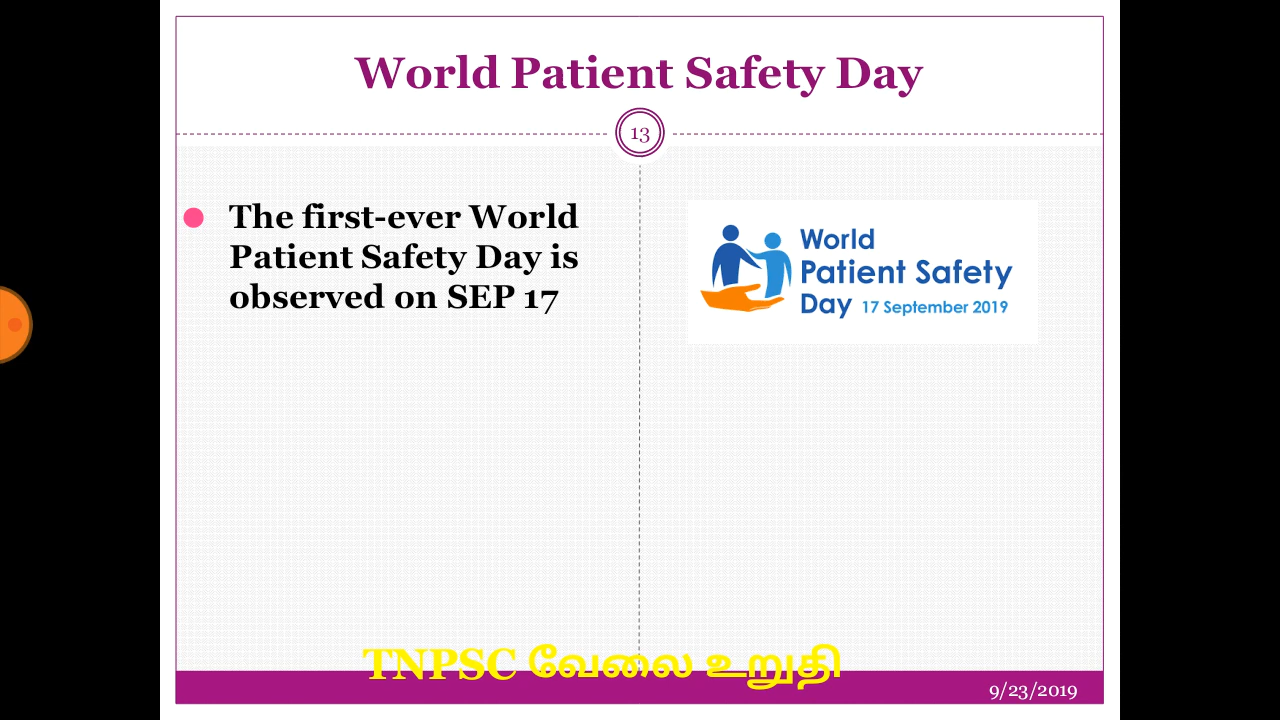 World Patient Safety Day
13
The first-ever World
Patient Safety Day is
observed on SEP 17
World
Patient Safety
Day 17 September 2019
TNPSC வேலை உறுதி
9/23/2019